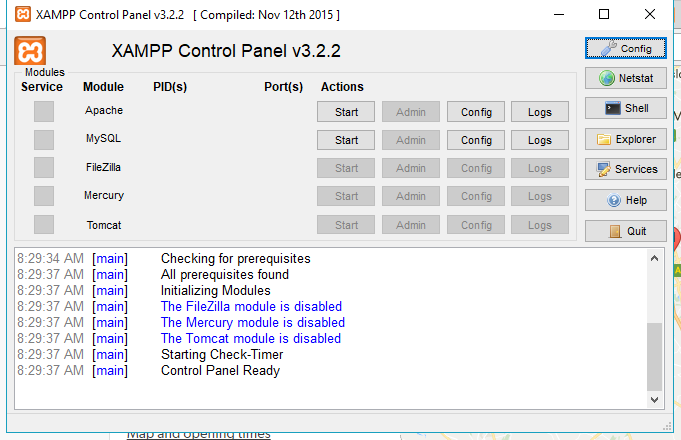 XAMPP Control Panel v3.2.2 [ Compiled: Nov 12th 2015 ]
XAMPP Control Panel v3.2.2
Config
Modules
Service Module PID(s) Port(s) Actions
Netstat
Apache Start Admin Config Logs
Shell
MySQL Start Admin Config Logs
Explorer
FileZilla Start Admin Config Logs
Services
Mercury Start Admin Config Logs
Help
Tomcat Start Admin Config Logs
Quit
8:29:34 AM [main] Checking for prerequisites
8:29:37 AM [main] All prerequisites found
8:29:37 AM [main] Initializing Modules
8:29:37 AM [main] The FileZilla module is disabled
8:29:37 AM [main] The Mercury module is disabled
8:29:37 AM [main] The Tomcat module is disabled
8:29:37 AM [main] Starting Check-Timer
8:29:37 AM [main] Control Panel Ready
Map and opening times